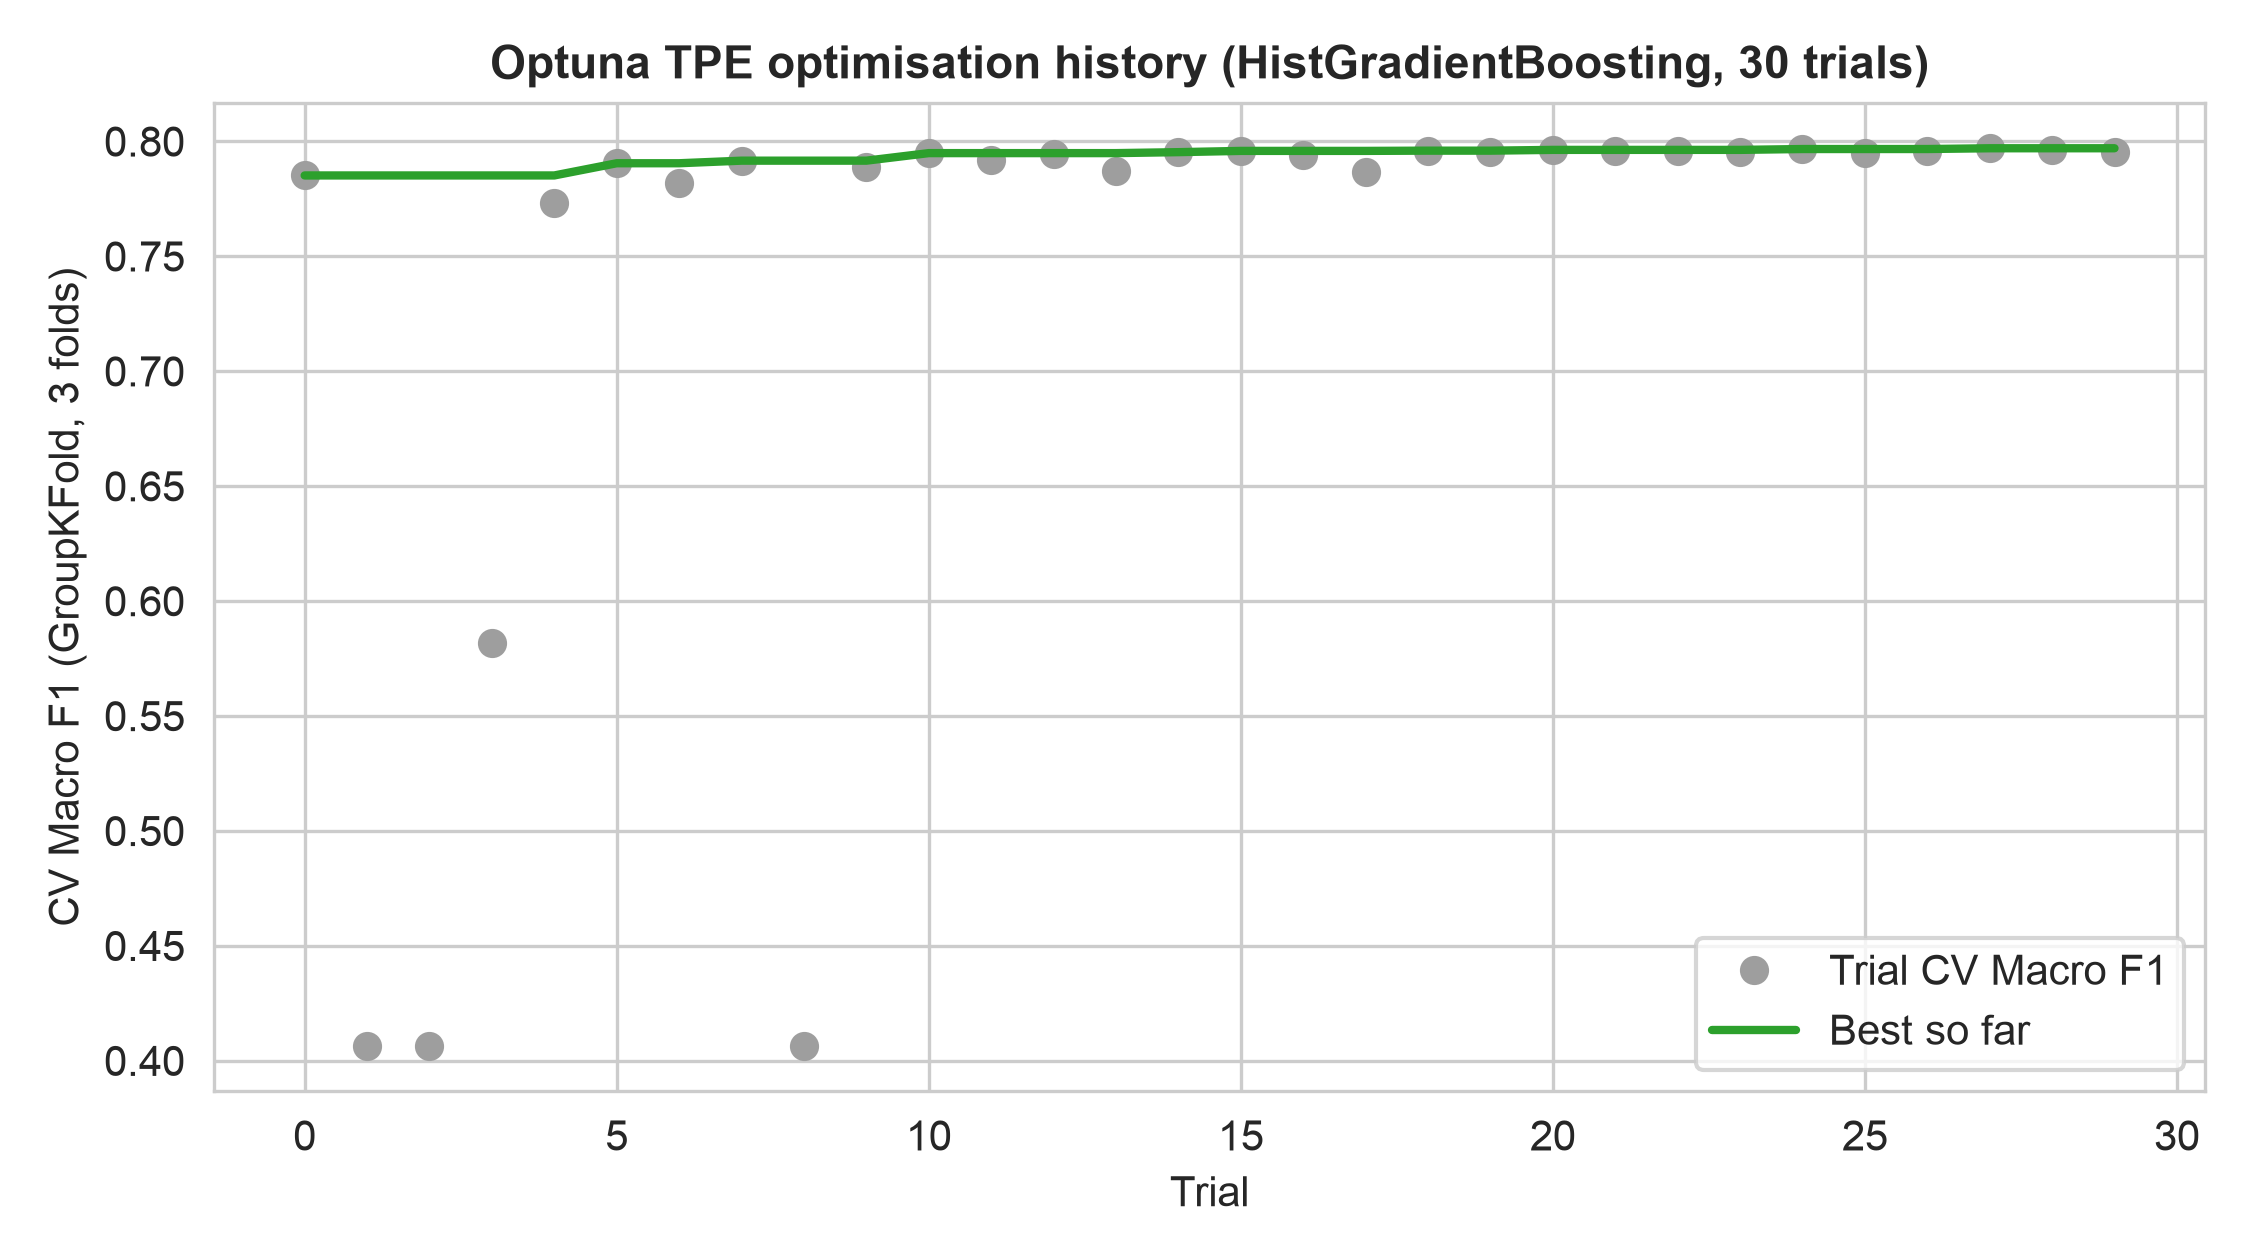 Optuna TPE optimisation history (HistGradientBoosting, 30 trials)
CV Macro F1 (GroupKFold, 3 folds)
0.80
0.75
0.70
0.65
0.60
0.55
0.50
0.45
0.40
Trial CV Macro F1
Best so far
0 5 10 15 20 25 30
Trial